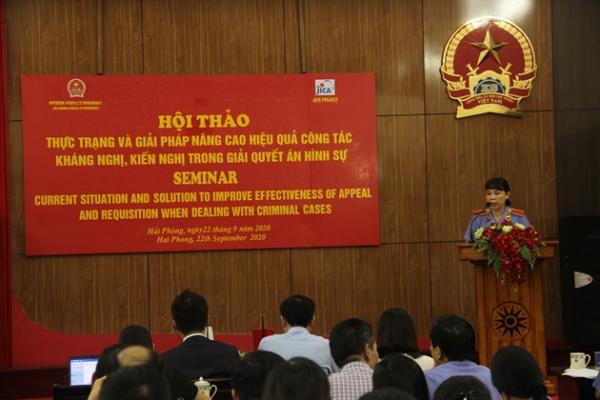 SUPREME PEOPLE'S PROCURACY
JICA
JICA PROJECT
HỘI THẢO
THỰC TRẠNG VÀ GIẢI PHÁP NÂNG CAO HIỆU QUẢ CÔNG TÁC
KHÁNG NGHỊ, KIẾN NGHỊ TRONG GIẢI QUYẾT ÁN HÌNH SỰ
SEMINAR
CURRENT SITUATION AND SOLUTION TO IMPROVE EFFECTIVENESS OF APPEAL
AND REQUISITION WHEN DEALING WITH CRIMINAL CASES
Hải Phòng, ngày22 tháng 9 năm 2020
Hai Phong, 22th September 2020
VIỆT NAM